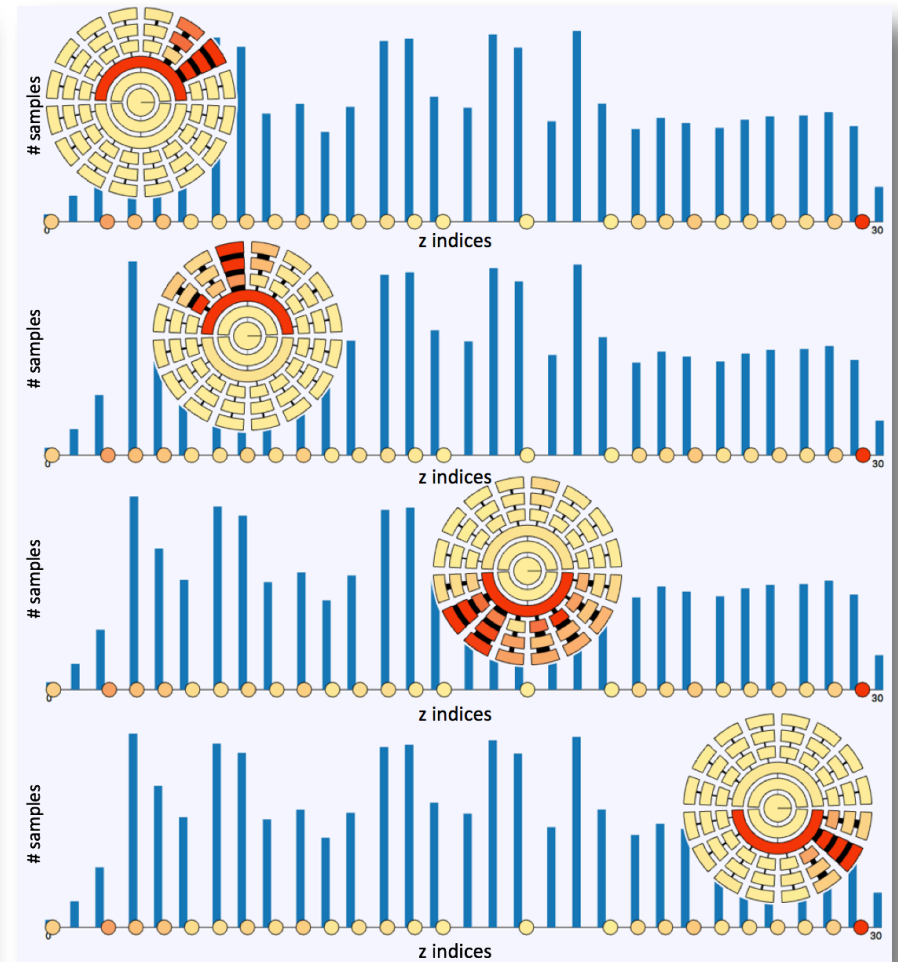 # samples
0
30
z indices
# samples
0
30
z indices
# samples
0
30
z indices
# samples
0
30
z indices